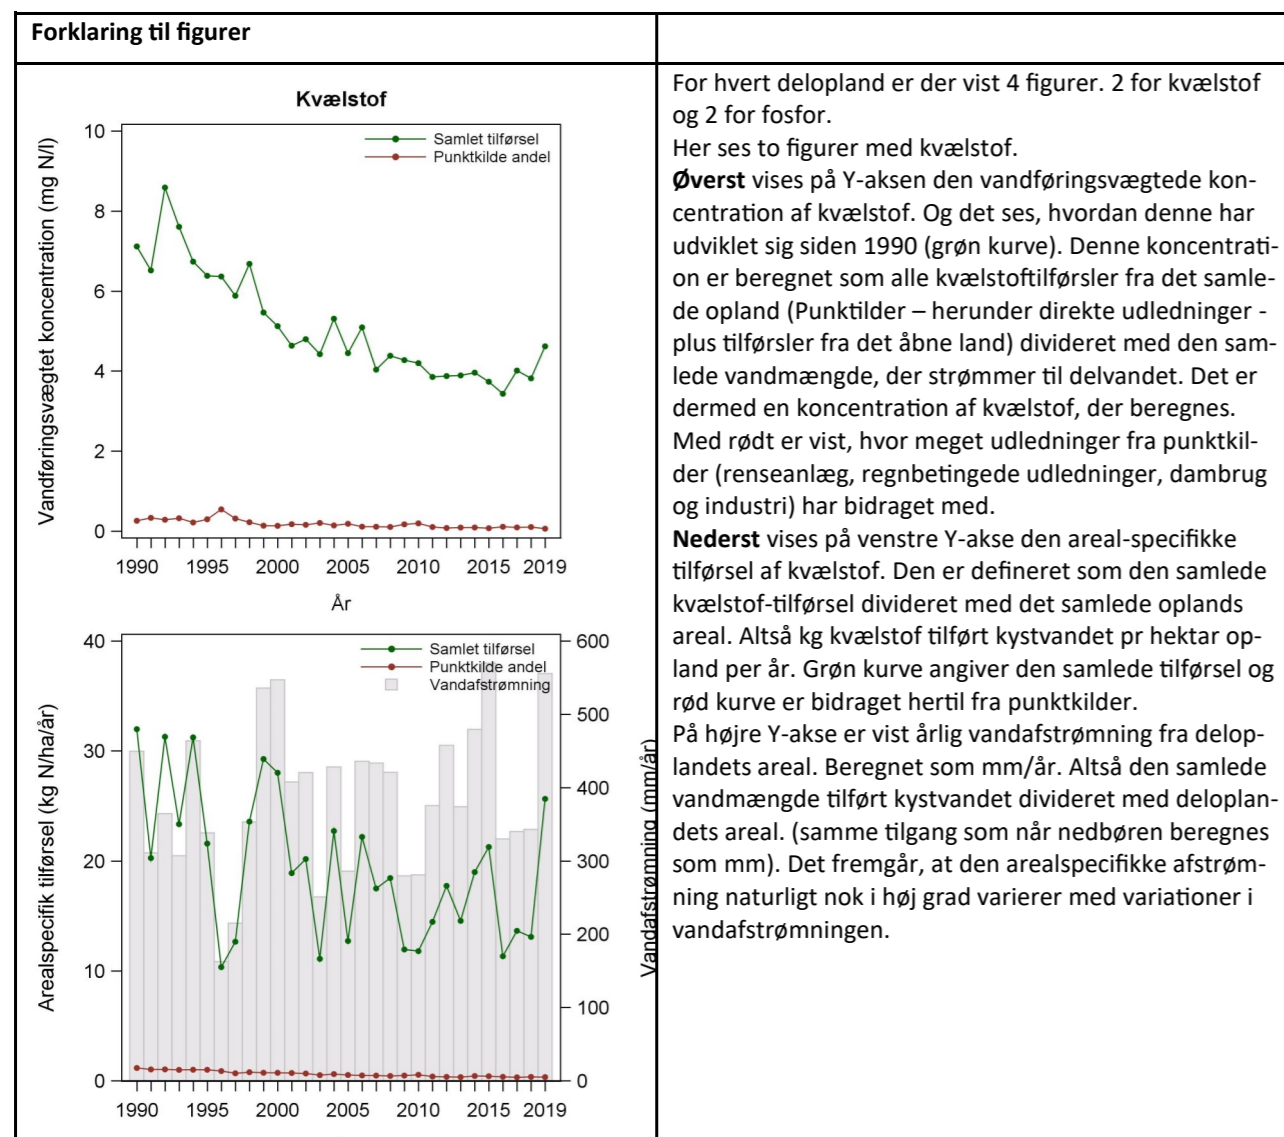 Forklaring til figurer
Kvælstof
Vandføringsvægtet koncentration (mg N/l)
10
8
6
4
2
0
Samlet tilførsel
Punktkilde andel
1990 1995 2000 2005 2010 2015 2019
År
Arealspecifik tilførsel (kg N/ha/år)
40
30
20
10
0
Samlet tilførsel
Punktkilde andel
Vandafstrømning
600
500
400
300
200
100
0
Vandafstrømning (mm/år)
1990 1995 2000 2005 2010 2015 2019
For hvert delopland er der vist 4 figurer. 2 for kvælstof
og 2 for fosfor.
Her ses to figurer med kvælstof.
Øverst vises på Y-aksen den vandføringsvægtede kon-
centration af kvælstof. Og det ses, hvordan denne har
udviklet sig siden 1990 (grøn kurve). Denne koncentrati-
on er beregnet som alle kvælstoftilførsler fra det samle-
de opland (Punktilder – herunder direkte udledninger -
plus tilførsler fra det åbne land) divideret med den sam-
lede vandmængde, der strømmer til delvandet. Det er
dermed en koncentration af kvælstof, der beregnes.
Med rødt er vist, hvor meget udledninger fra punktkil-
der (renseanlæg, regnbetingede udledninger, dambrug
og industri) har bidraget med.
Nederst vises på venstre Y-akse den areal-specifikke
tilførsel af kvælstof. Den er defineret som den samlede
kvælstof-tilførsel divideret med det samlede oplands
areal. Altså kg kvælstof tilført kystvandet pr hektar op-
land per år. Grøn kurve angiver den samlede tilførsel og
rød kurve er bidraget hertil fra punktkilder.
På højre Y-akse er vist årlig vandafstrømning fra delop-
landets areal. Beregnet som mm/år. Altså den samlede
vandmængde tilført kystvandet divideret med deloplan-
dets areal. (samme tilgang som når nedbøren beregnes
som mm). Det fremgår, at den arealspecifikke afstrøm-
ning naturligt nok i høj grad varierer med variationer i
vandafstrømningen.